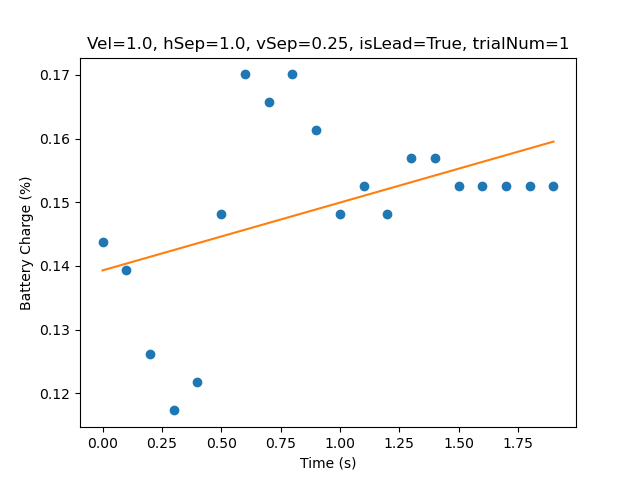 Vel=1.0, hSep=1.0, vSep=0.25, isLead=True, trialNum=1
Battery Charge (%)
0.17
0.16
0.15
0.14
0.13
0.12
0.00 0.25 0.50 0.75 1.00 1.25 1.50 1.75
Time (s)